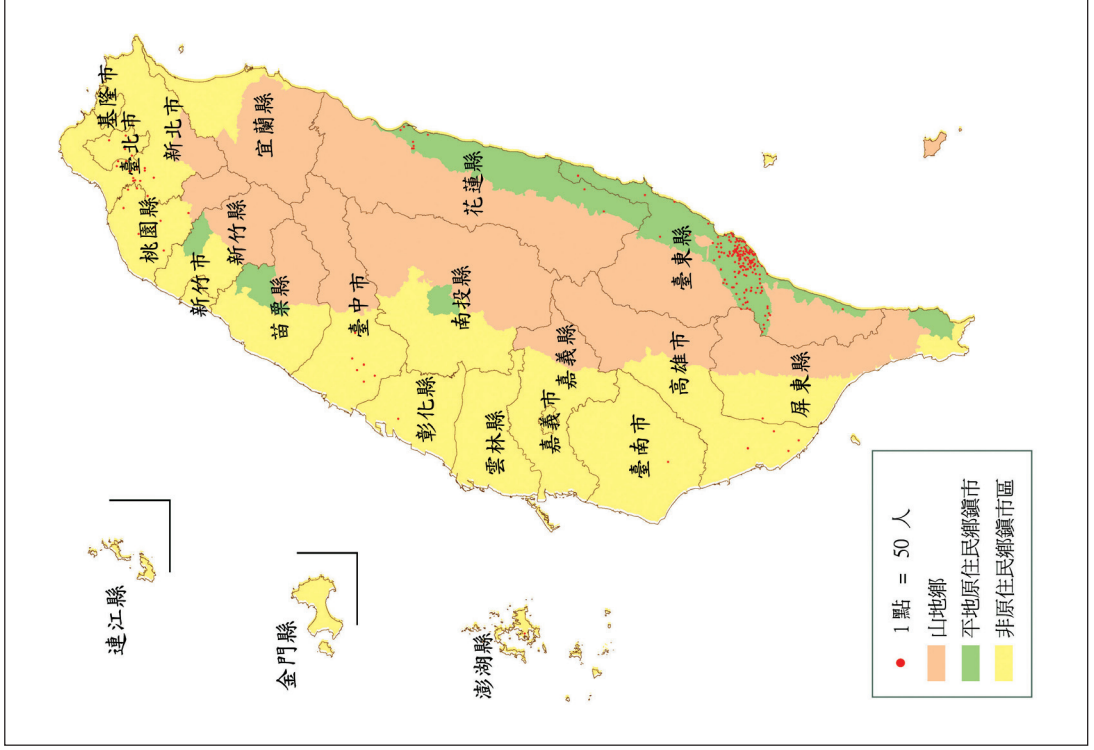 連江縣
金門縣
澎湖縣
基隆市
臺北市
新北市
桃園縣
新竹市
新竹縣
宜蘭縣
苗栗縣
臺中市
花蓮縣
彰化縣
南投縣
雲林縣
嘉義市
嘉義縣
臺南市
高雄市
臺東縣
屏東縣
1點 = 50 人
山地鄉
平地原住民鄉鎮市
非原住民鄉鎮市區